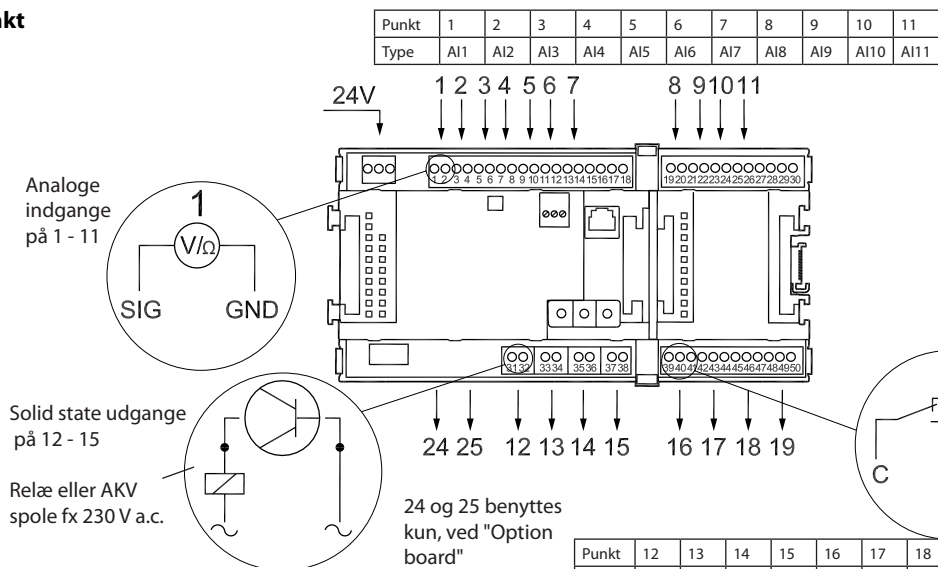 kt
Punkt 1 2 3 4 5 6 7 8 9 10 11
Type AI1 AI2 AI3 AI4 AI5 AI6 AI7 AI8 AI9 AI10 AI11
24V
1 2 3 4 5 6 7 8 9 10 11
1 2 3 4 5 6 7 8 9 10 11 12 13 14 15 16 17 18
19 20 21 22 23 24 25 26 27 28 29 30
Analoge
indgange
på 1 - 11
1
V/Ω
SIG GND
31 32 33 34 35 36 37 38
39 40 41 42 43 44 45 46 47 48 49 50
24 25 12 13 14 15 16 17 18 19
Solid state udgange
på 12 - 15
Relæ eller AKV
spole fx 230 V a.c.
24 og 25 benyttes
kun, ved "Option
board"
C
Punkt 12 13 14 15 16 17 18